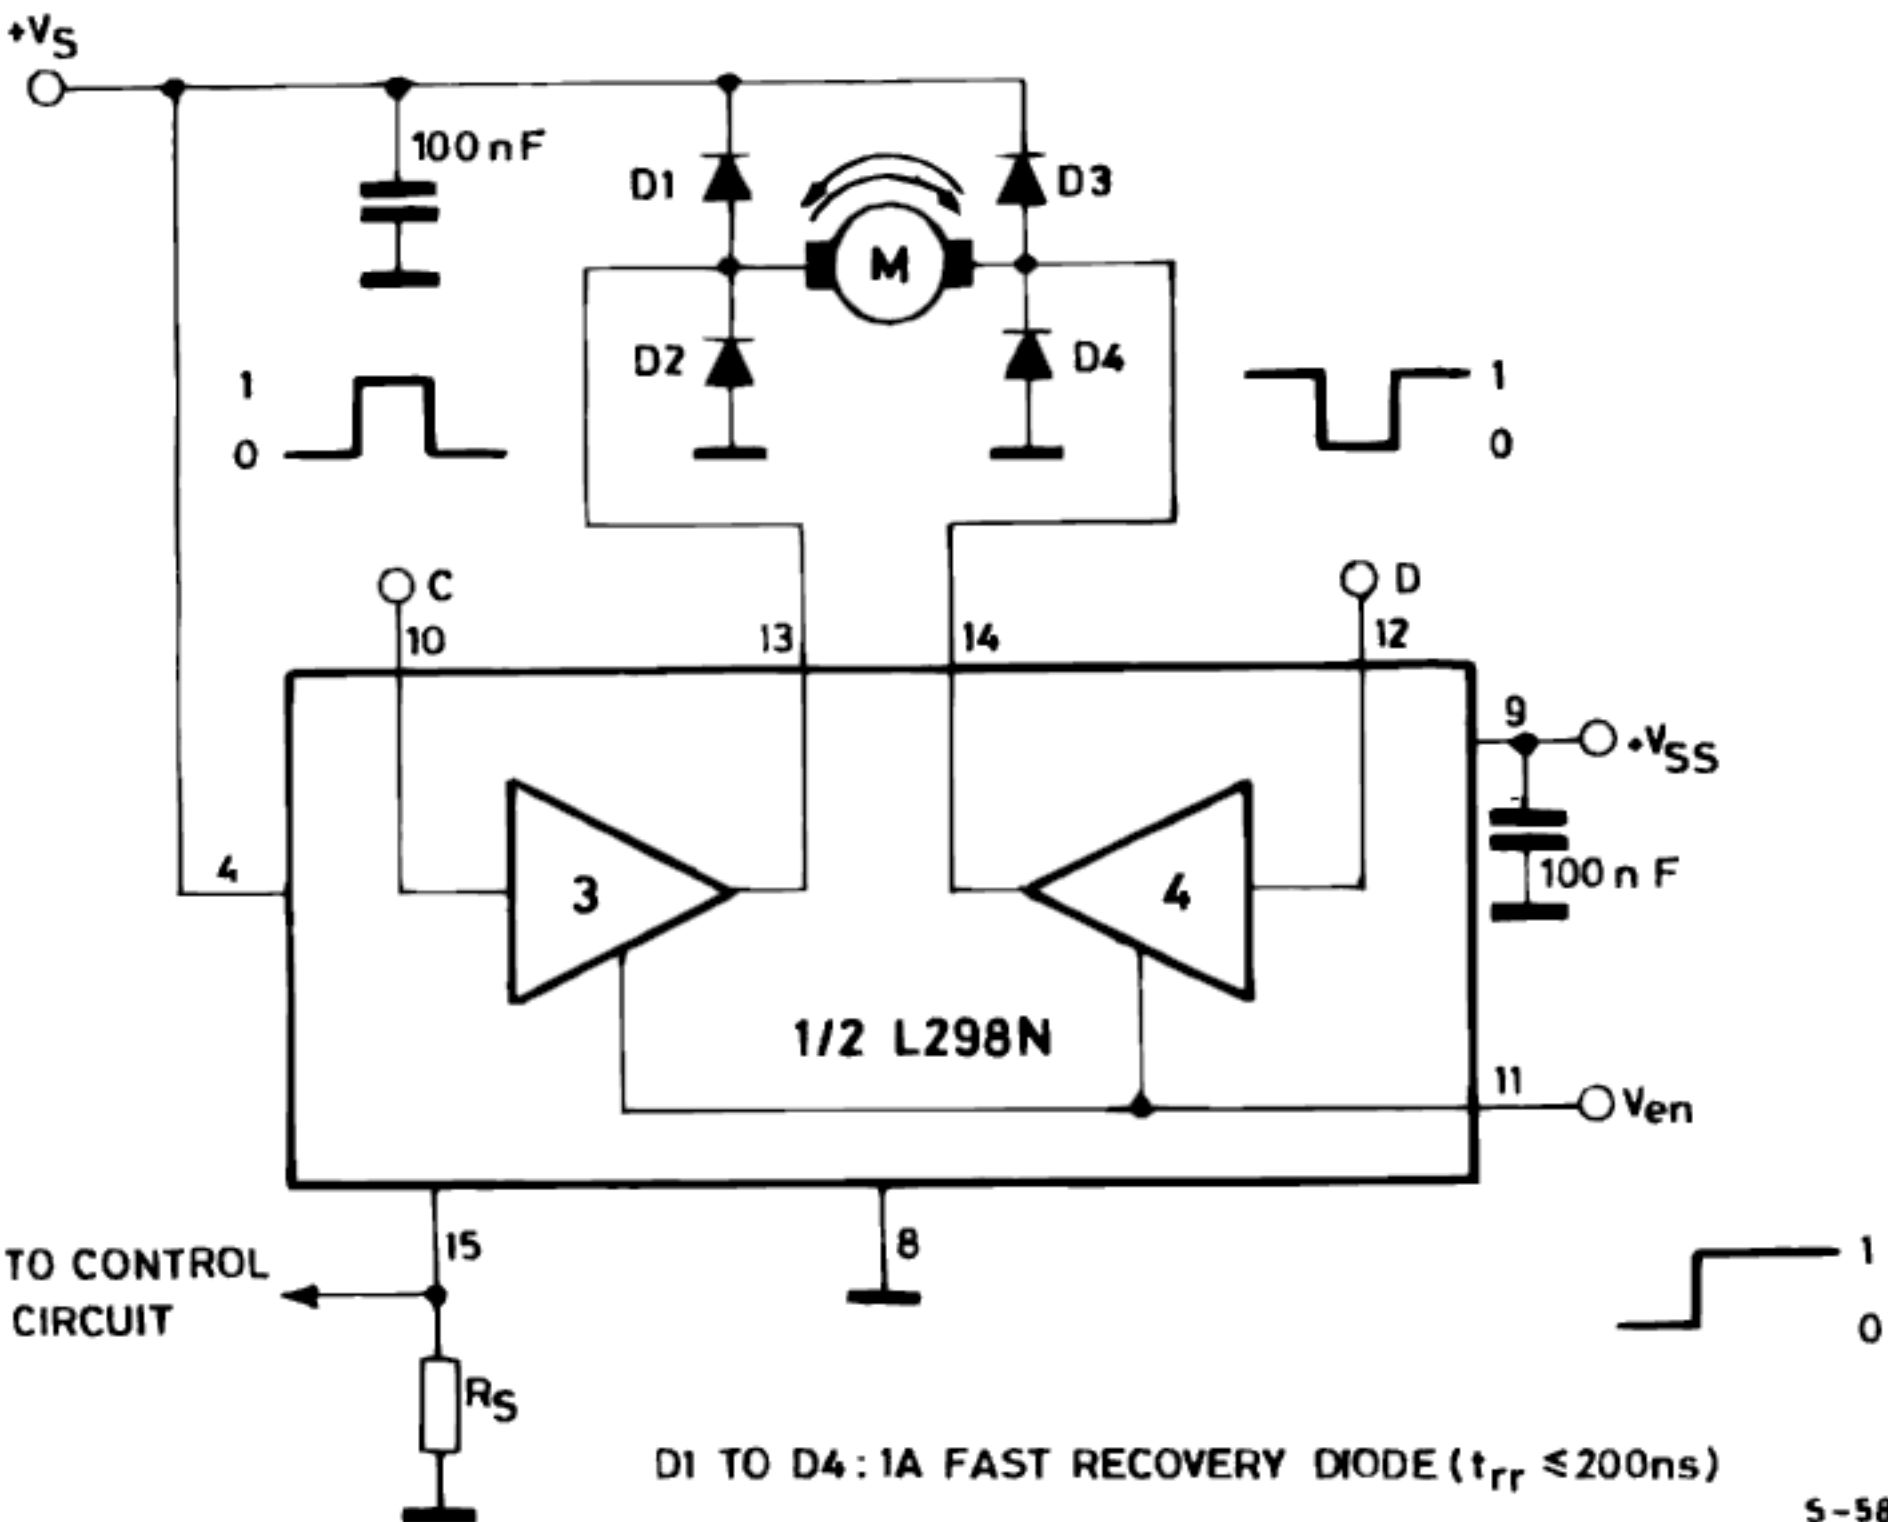 +VS
100nF
D1
D3
M
D2
D4
1
0
1
0
C
D
10
13
14
12
9
+VSS
4
3
4
100nF
1/2 L298N
11
Ven
15
8
TO CONTROL
CIRCUIT
1
0
RS
D1 TO D4: 1A FAST RECOVERY DIODE (trr ≤200ns)
S-58